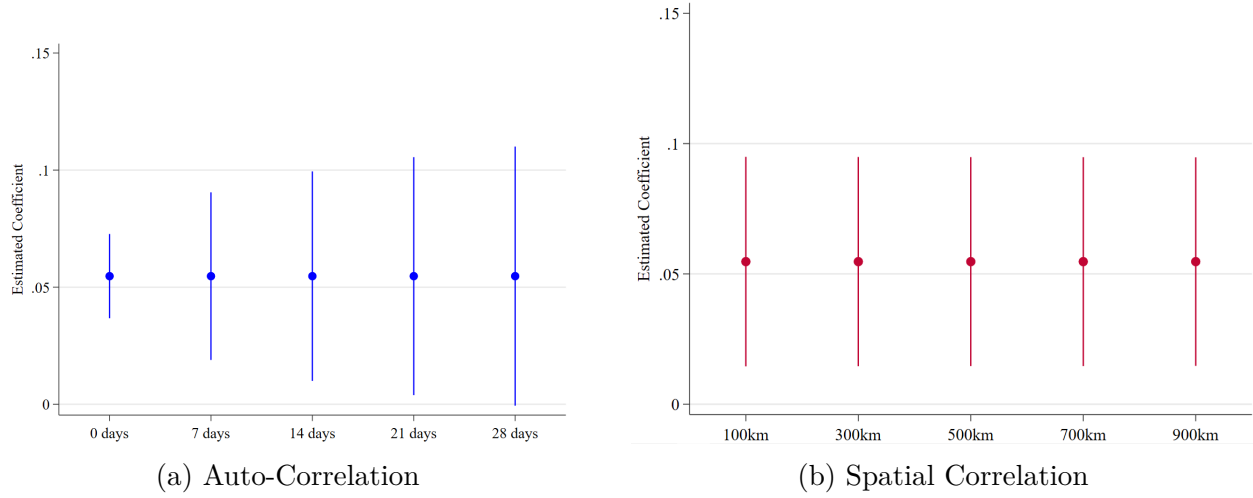 .15
.1
.05
0
Estimated Coefficient
0 days 7 days 14 days 21 days 28 days
(a) Auto-Correlation
.15
.1
.05
0
Estimated Coefficient
100km 300km 500km 700km 900km
(b) Spatial Correlation